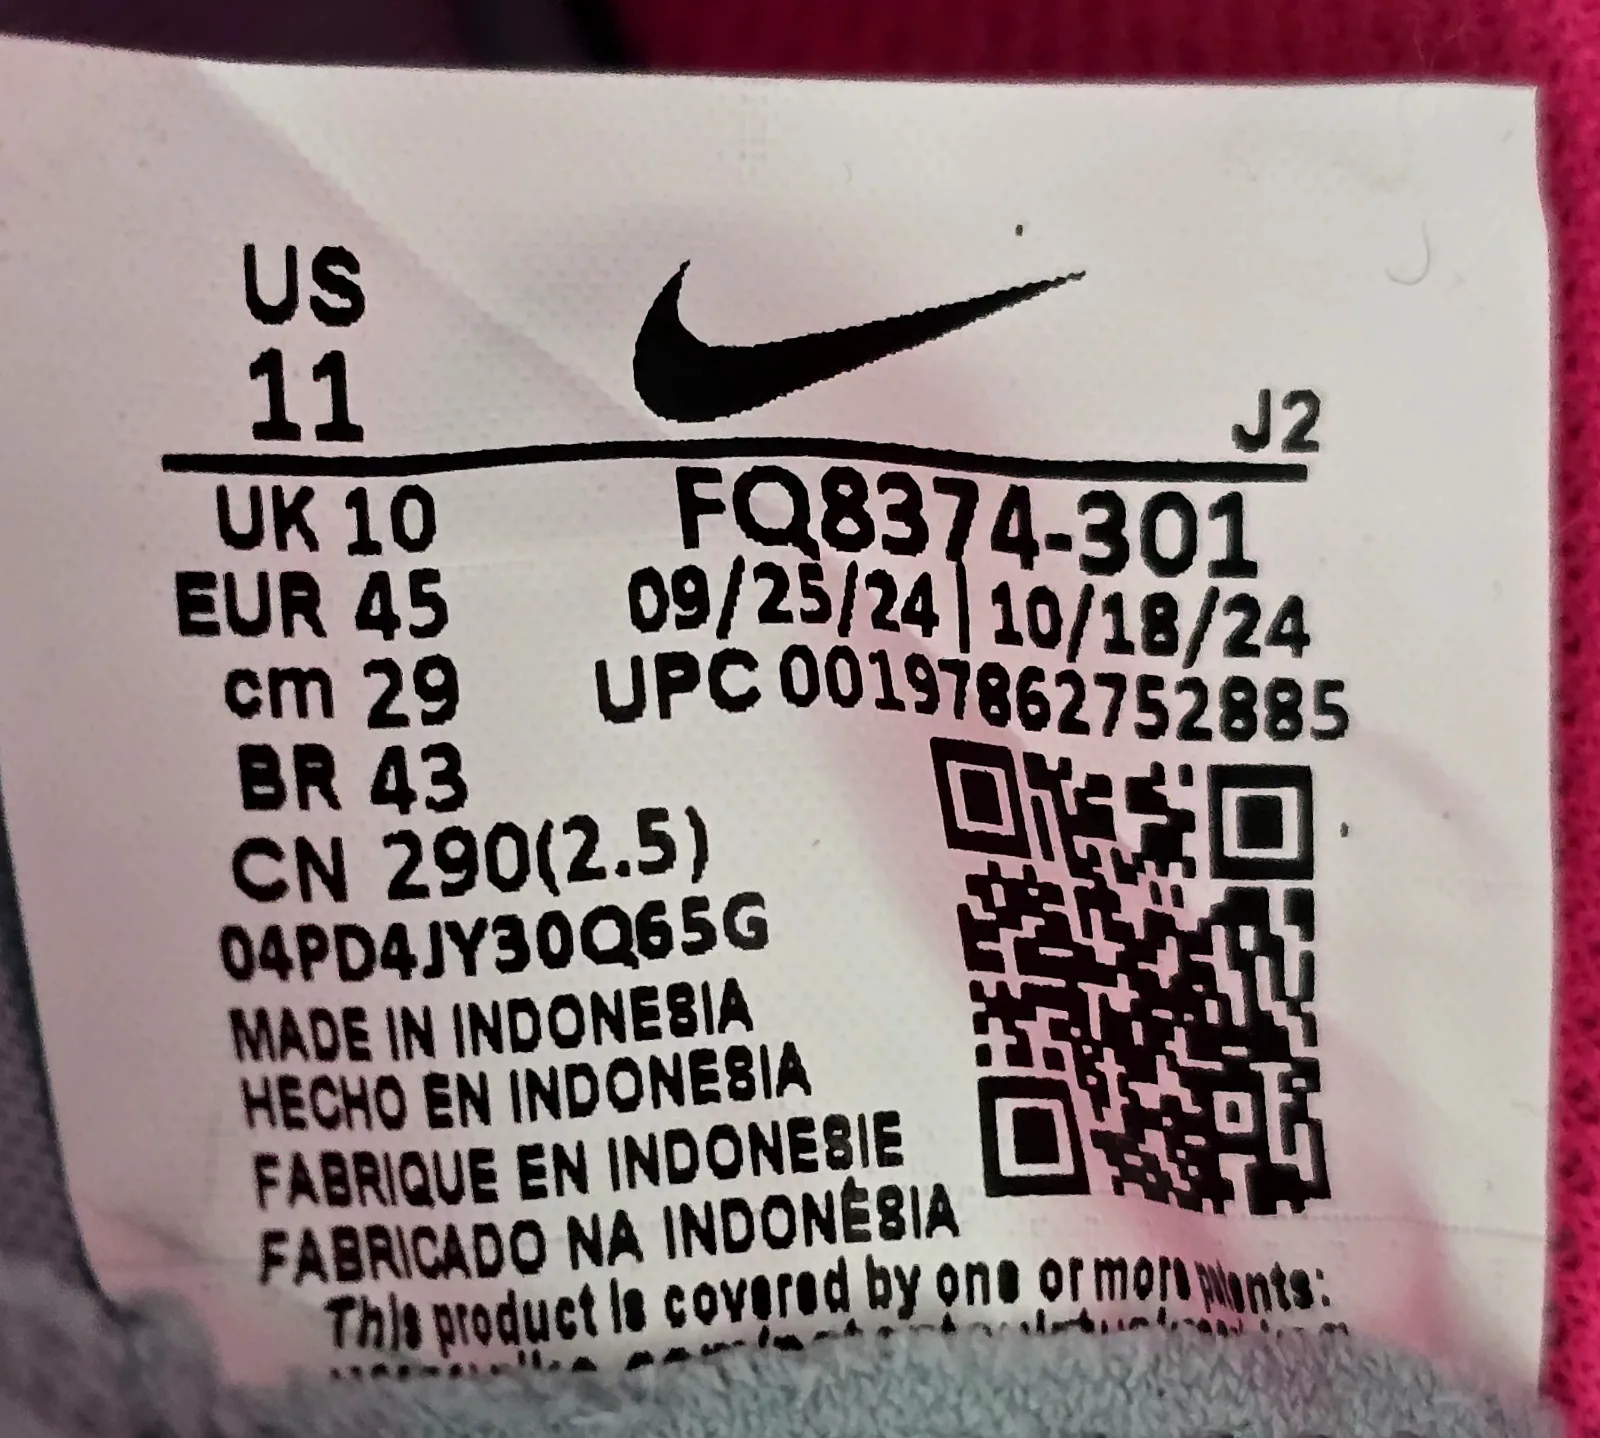 US
11
J2
UK 10
EUR 45
cm 29
BR 43
CN 290(2.5)
FQ8374-301
09/25/24|10/18/24
UPC 00197862752885
04PD4JY30Q65G
MADE IN INDONESIA
HECHO EN INDONESIA
FABRIQUE EN INDONESIE
FABRICADO NA INDONÉSIA
This product is covered by one or more patents: